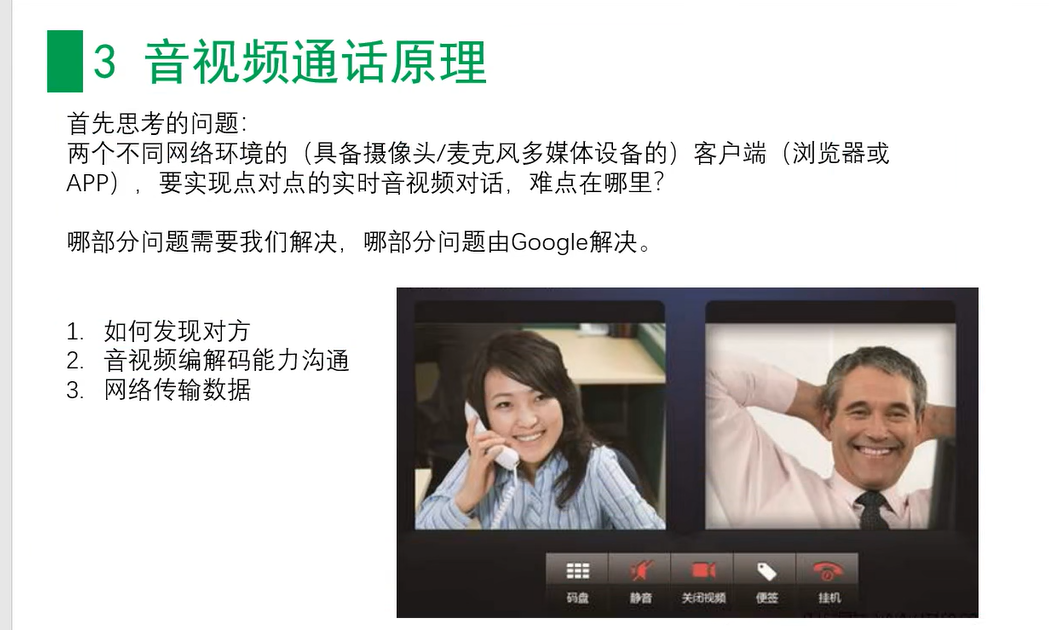 3 音视频通话原理
首先思考的问题：
两个不同网络环境的（具备摄像头/麦克风多媒体设备的）客户端（浏览器或
APP），要实现点对点的实时音视频对话，难点在哪里？
哪部分问题需要我们解决，哪部分问题由Google解决。
1. 如何发现对方
2. 音视频编解码能力沟通
3. 网络传输数据
码盘 静音 关闭视频 便签 挂机